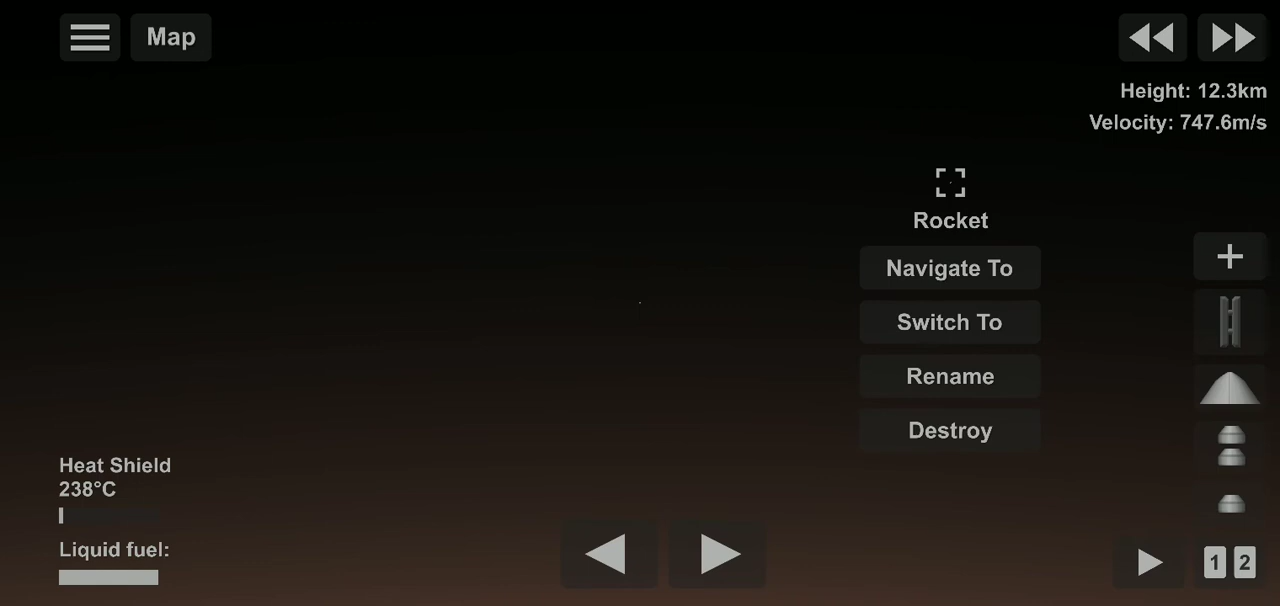 Map
Height: 12.3km
Velocity: 747.6m/s
Rocket
Navigate To
Switch To
Rename
Destroy
Heat Shield
238°C
Liquid fuel:
1 2